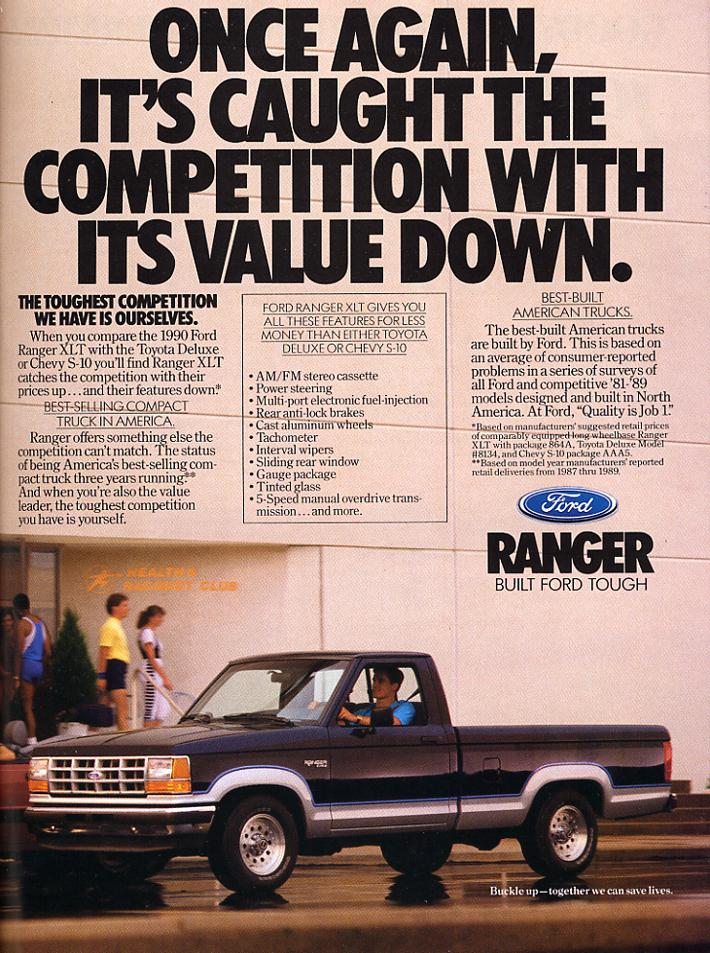 ONCE AGAIN,
IT'S CAUGHT THE
COMPETITION WITH
ITS VALUE DOWN.
THE TOUGHEST COMPETITION
WE HAVE IS OURSELVES.
When you compare the 1990 Ford
Ranger XLT with the Toyota Deluxe
or Chevy S-10 you'll find Ranger XLT
catches the competition with their
prices up...and their features down.*
BEST-SELLING COMPACT
TRUCK IN AMERICA.
Ranger offers something else the
competition can't match. The status
of being America's best-selling com-
pact truck three years running.**
And when you're also the value
leader, the toughest competition
you have is yourself.
FORD RANGER XLT GIVES YOU
ALL THESE FEATURES FOR LESS
MONEY THAN EITHER TOYOTA
DELUXE OR CHEVY S-10
• AM/FM stereo cassette
• Power steering
• Multi-port electronic fuel-injection
• Rear anti-lock brakes
• Cast aluminum wheels
• Tachometer
• Interval wipers
• Sliding rear window
• Gauge package
• Tinted glass
• 5-Speed manual overdrive trans-
mission...and more.
BEST-BUILT
AMERICAN TRUCKS.
The best-built American trucks
are built by Ford. This is based on
an average of consumer-reported
problems in a series of surveys of
all Ford and competitive '81-'89
models designed and built in North
America. At Ford, "Quality is Job 1."
*Based on manufacturers' suggested retail prices
of comparably equipped long wheelbase Ranger
XLT with package 864A, Toyota Deluxe Model
#8134, and Chevy S-10 package AAA5.
**Based on model year manufacturers' reported
retail deliveries from 1987 thru 1989.
Ford
RANGER
BUILT FORD TOUGH
HEALTH &
RACQUET CLUB
RANGER
Buckle up—together we can save lives.